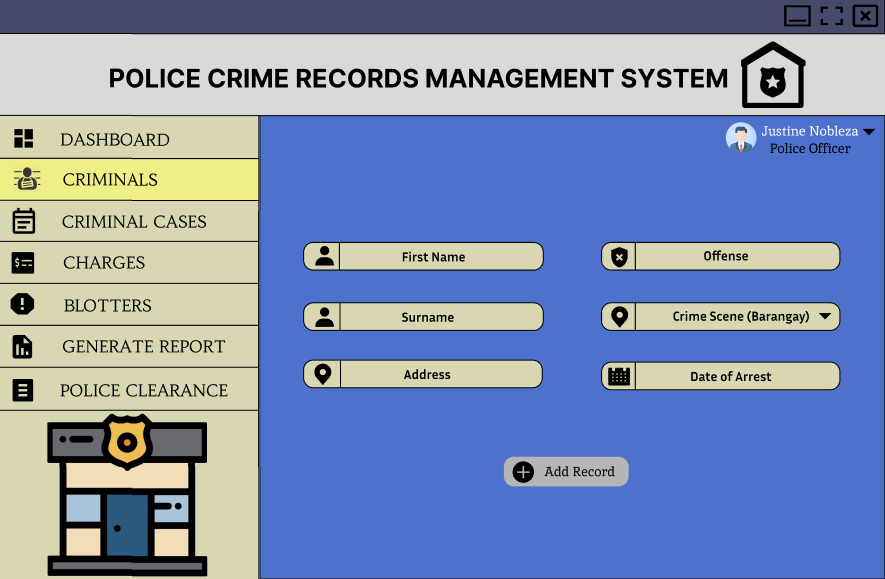 POLICE CRIME RECORDS MANAGEMENT SYSTEM
Justine Nobleza
Police Officer
DASHBOARD
CRIMINALS
CRIMINAL CASES
CHARGES
BLOTTERS
GENERATE REPORT
POLICE CLEARANCE
First Name
Offense
Surname
Crime Scene (Barangay)
Address
Date of Arrest
Add Record